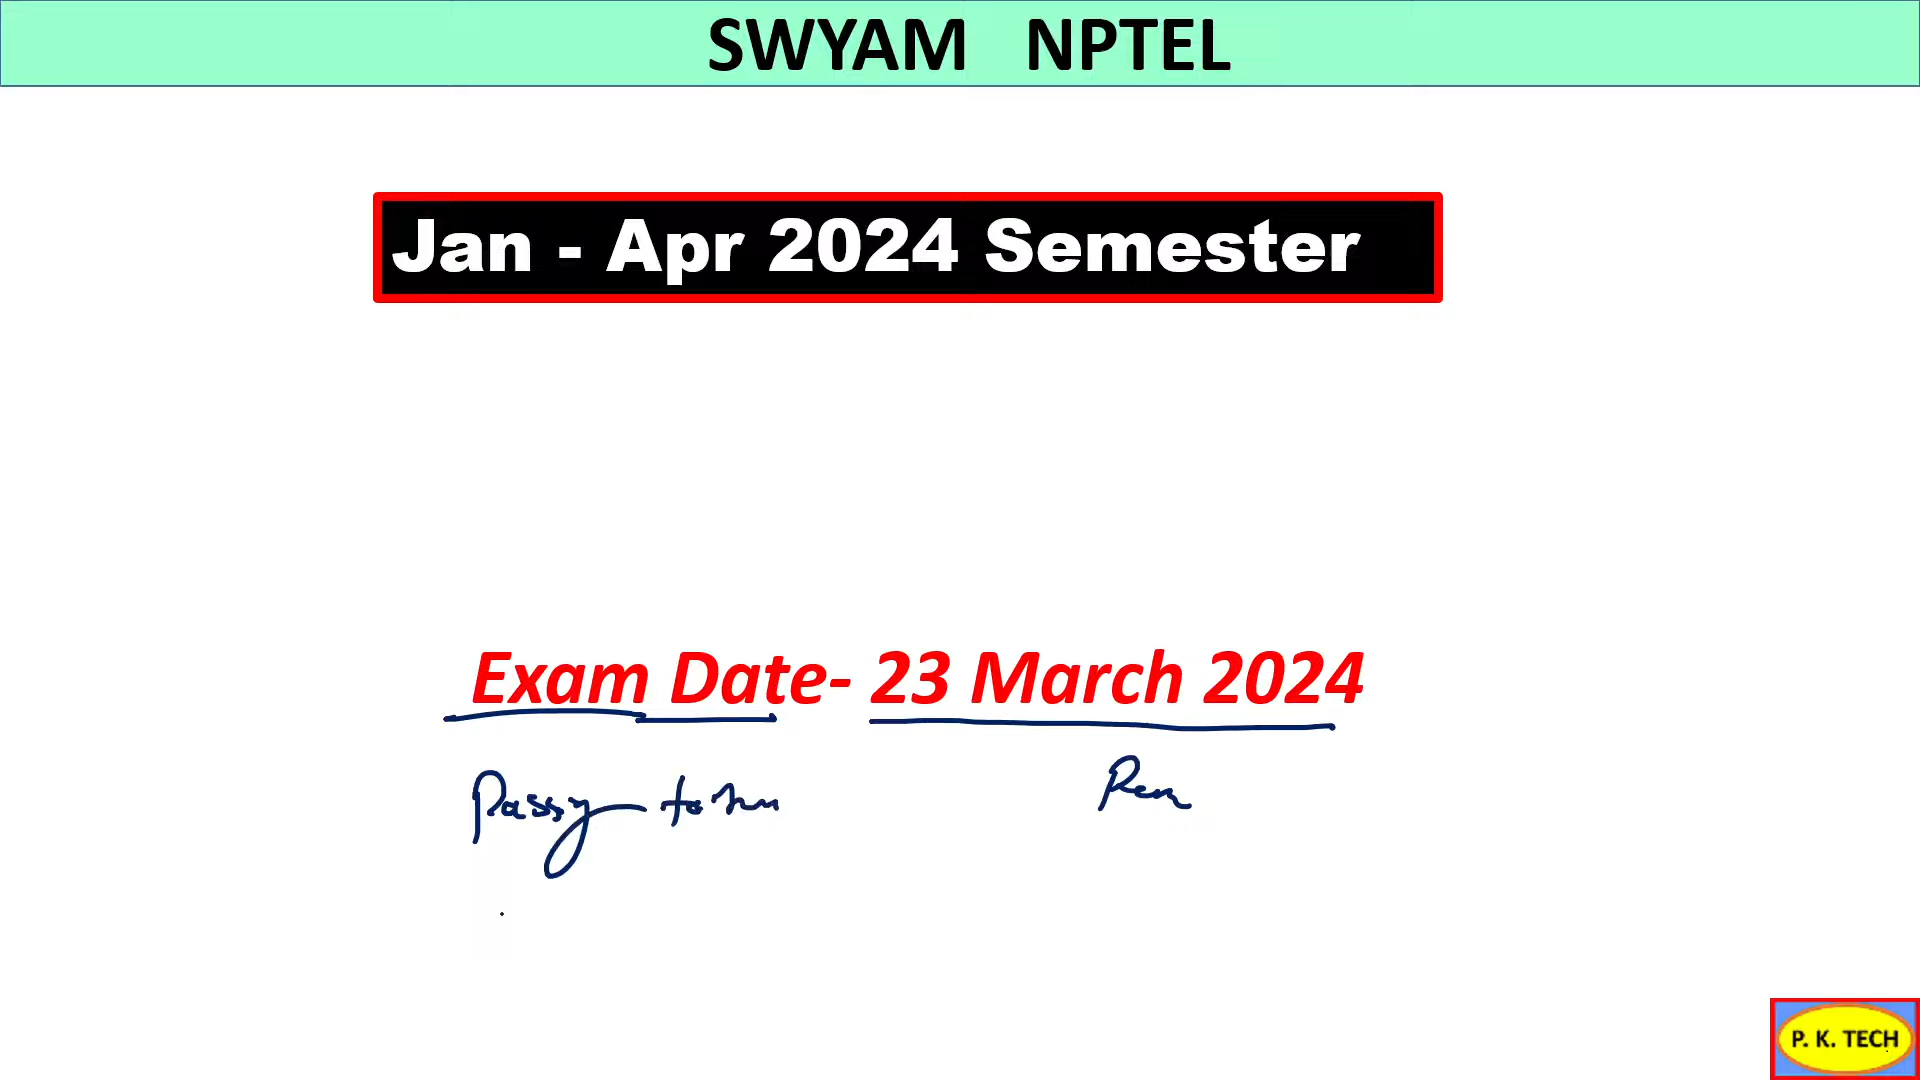 SWYAM NPTEL
Jan - Apr 2024 Semester
Exam Date- 23 March 2024
P. K. TECH